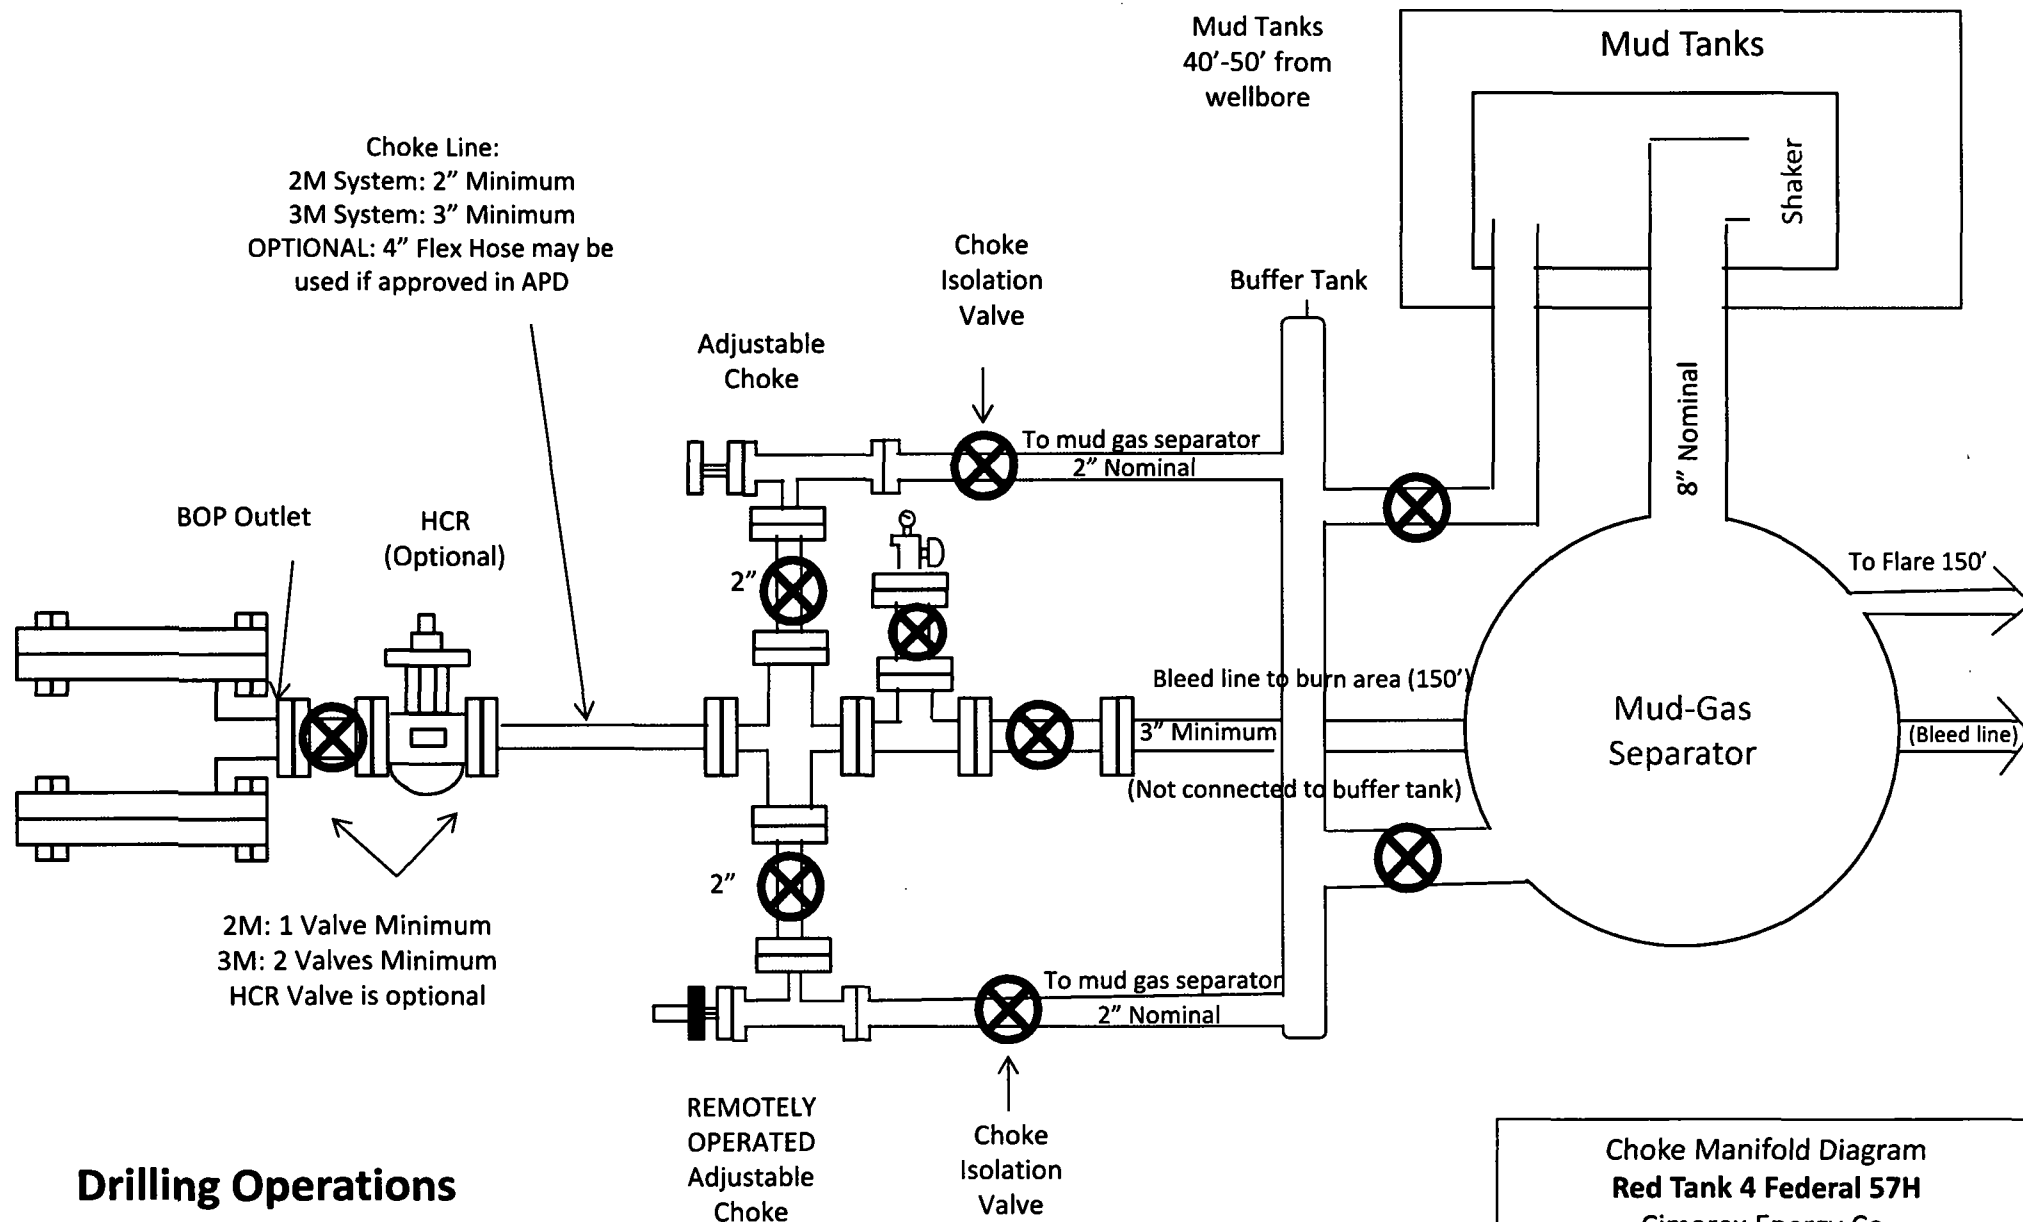 Mud Tanks
40’-50’ from
wellbore
Mud Tanks
Shaker
Choke Line:
2M System: 2” Minimum
3M System: 3” Minimum
OPTIONAL: 4” Flex Hose may be
used if approved in APD
Choke
Isolation
Valve
Buffer Tank
Adjustable
Choke
To mud gas separator
2” Nominal
8” Nominal
BOP Outlet
HCR
(Optional)
2”
To Flare 150’
Bleed line to burn area (150’)
3” Minimum
(Not connected to buffer tank)
Mud-Gas
Separator
(Bleed line)
2”
2M: 1 Valve Minimum
3M: 2 Valves Minimum
HCR Valve is optional
To mud gas separator
2” Nominal
REMOTELY
OPERATED
Adjustable
Choke
Choke
Isolation
Valve
Drilling Operations
Choke Manifold Diagram
Red Tank 4 Federal 57H
Cimarex Energy Co.